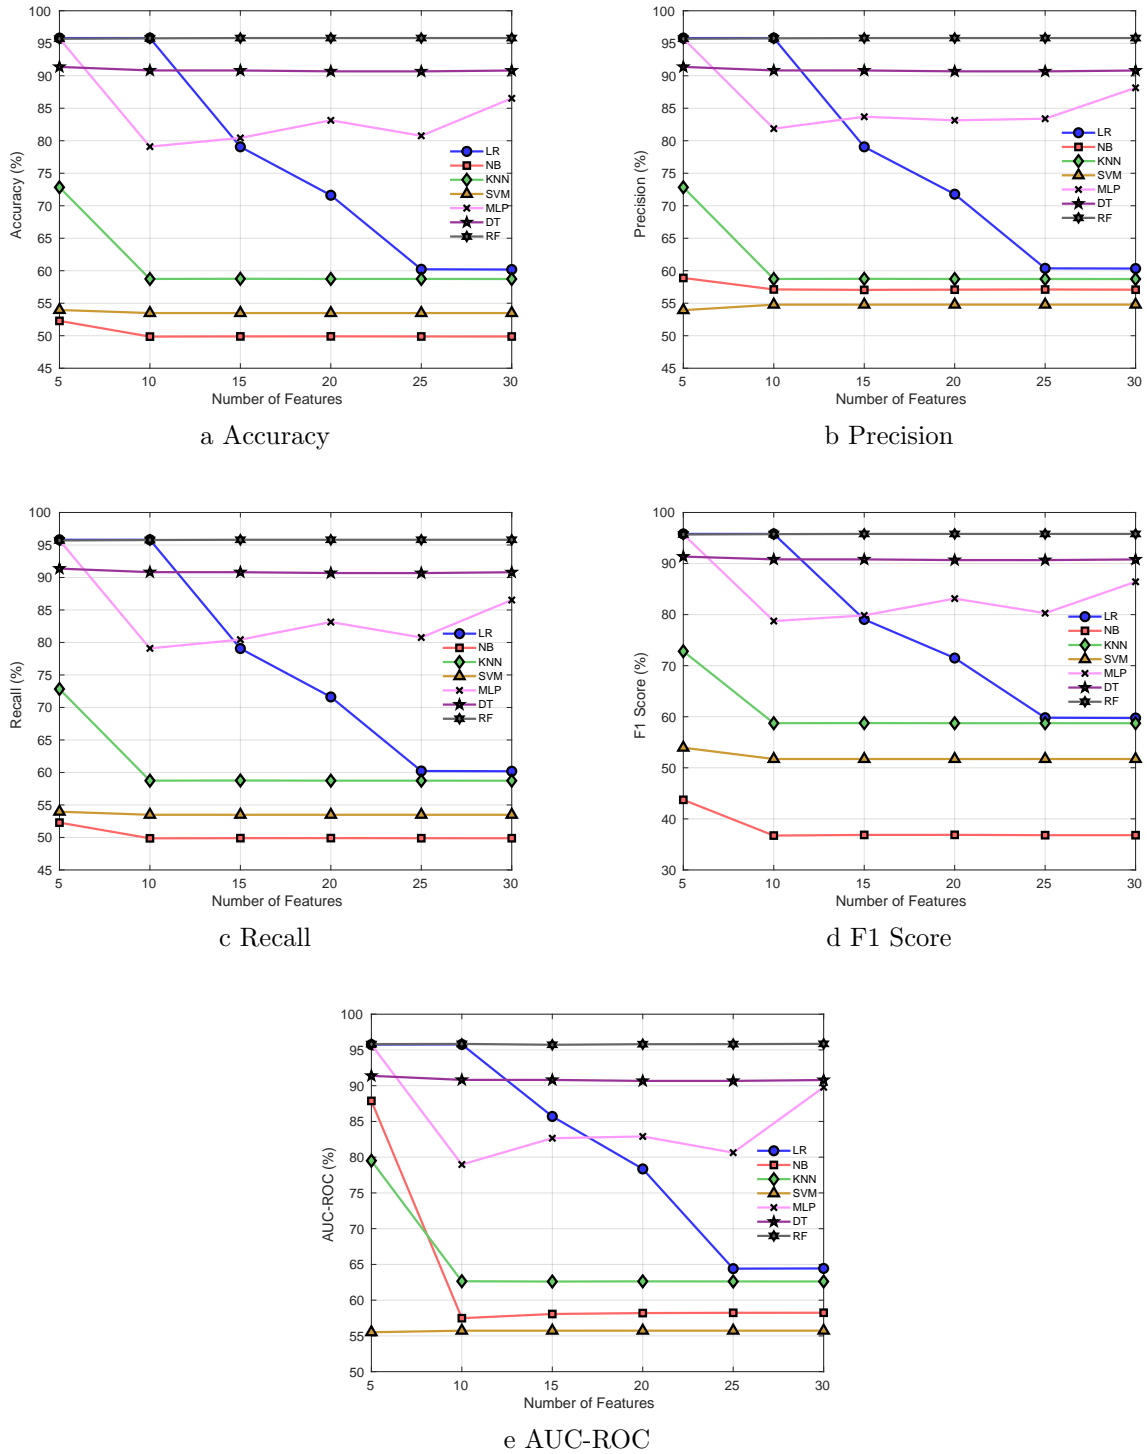 100
95
90
85
80
75
70
65
60
55
50
45
5 10 15 20 25 30
Accuracy (%)
Number of Features
LR
NB
KNN
SVM
MLP
DT
RF
a Accuracy
100
95
90
85
80
75
70
65
60
55
50
45
5 10 15 20 25 30
Precision (%)
Number of Features
LR
NB
KNN
SVM
MLP
DT
RF
b Precision
100
95
90
85
80
75
70
65
60
55
50
45
5 10 15 20 25 30
Recall (%)
Number of Features
LR
NB
KNN
SVM
MLP
DT
RF
c Recall
100
90
80
70
60
50
40
30
5 10 15 20 25 30
F1 Score (%)
Number of Features
LR
NB
KNN
SVM
MLP
DT
RF
d F1 Score
100
95
90
85
80
75
70
65
60
55
50
5 10 15 20 25 30
AUC-ROC (%)
Number of Features
LR
NB
KNN
SVM
MLP
DT
RF
e AUC-ROC